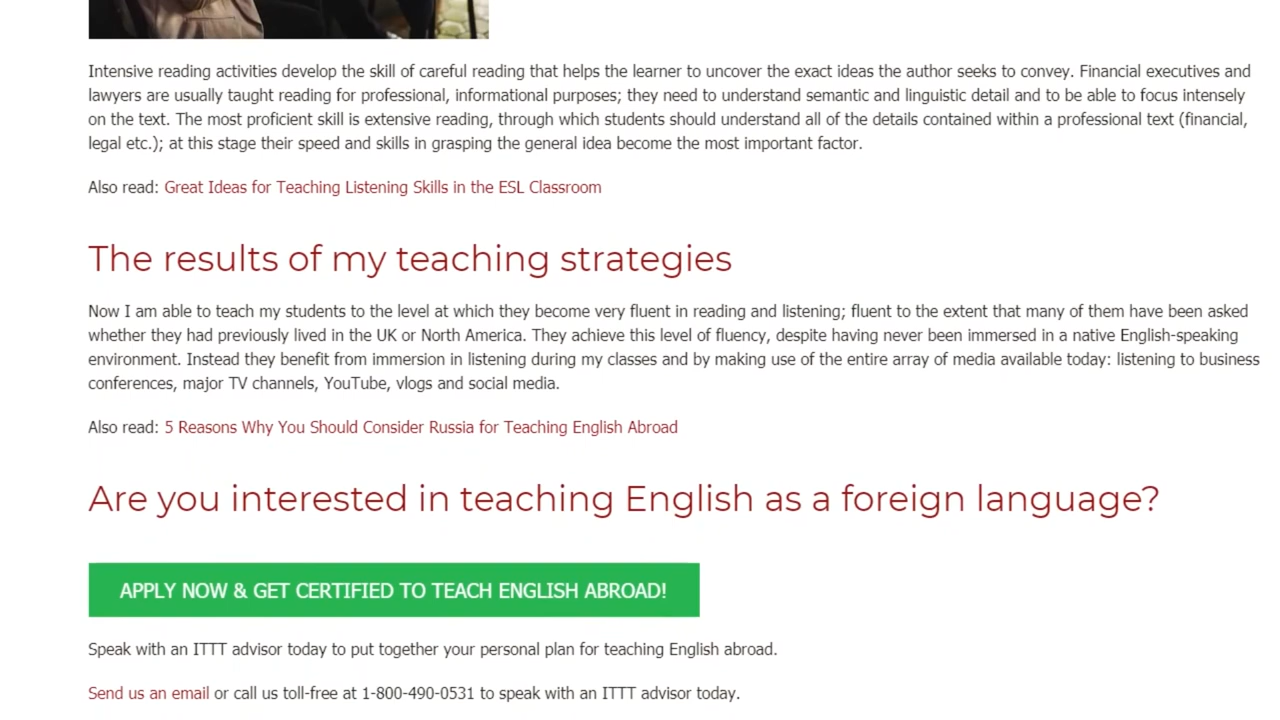 Intensive reading activities develop the skill of careful reading that helps the learner to uncover the exact ideas the author seeks to convey. Financial executives and
lawyers are usually taught reading for professional, informational purposes; they need to understand semantic and linguistic detail and to be able to focus intensely
on the text. The most proficient skill is extensive reading, through which students should understand all of the details contained within a professional text (financial,
legal etc.); at this stage their speed and skills in grasping the general idea become the most important factor.
Also read: Great Ideas for Teaching Listening Skills in the ESL Classroom
The results of my teaching strategies
Now I am able to teach my students to the level at which they become very fluent in reading and listening; fluent to the extent that many of them have been asked
whether they had previously lived in the UK or North America. They achieve this level of fluency, despite having never been immersed in a native English-speaking
environment. Instead they benefit from immersion in listening during my classes and by making use of the entire array of media available today: listening to business
conferences, major TV channels, YouTube, vlogs and social media.
Also read: 5 Reasons Why You Should Consider Russia for Teaching English Abroad
Are you interested in teaching English as a foreign language?
APPLY NOW & GET CERTIFIED TO TEACH ENGLISH ABROAD!
Speak with an ITTT advisor today to put together your personal plan for teaching English abroad.
Send us an email or call us toll-free at 1-800-490-0531 to speak with an ITTT advisor today.